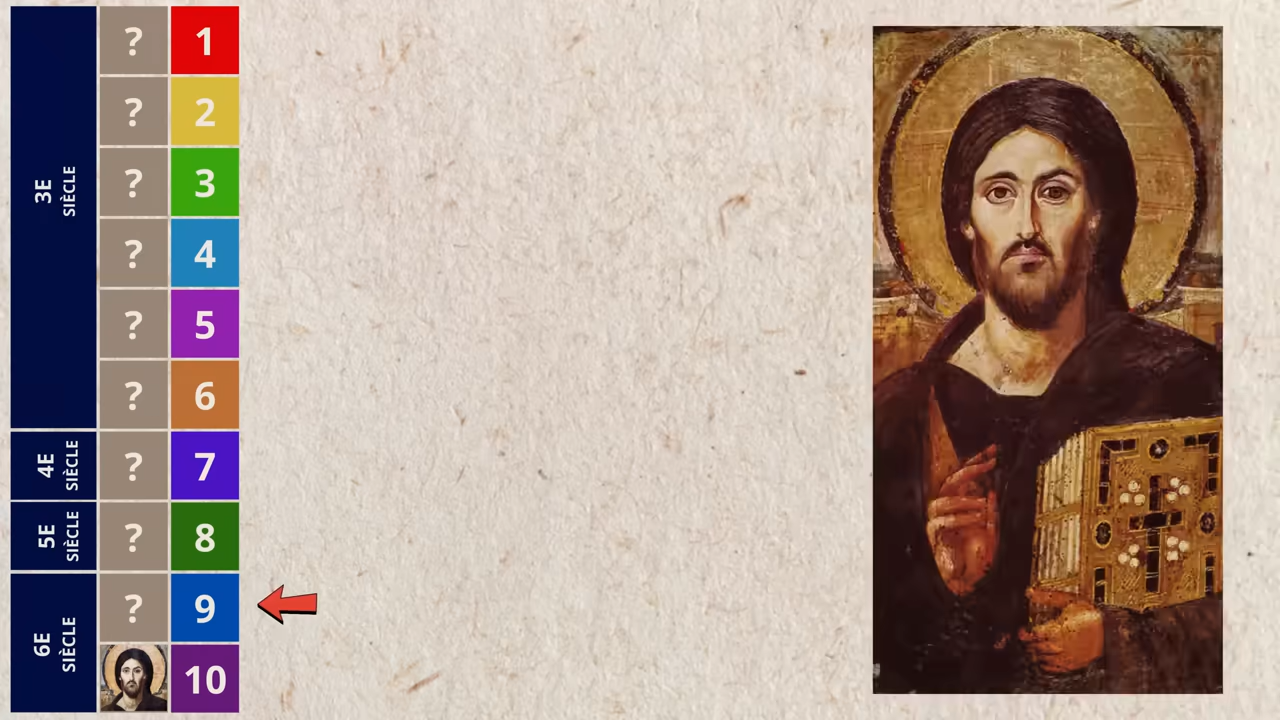 3E
SIÈCLE
? 1
? 2
? 3
? 4
? 5
? 6
4E
SIÈCLE
? 7
5E
SIÈCLE
? 8
6E
SIÈCLE
? 9
10